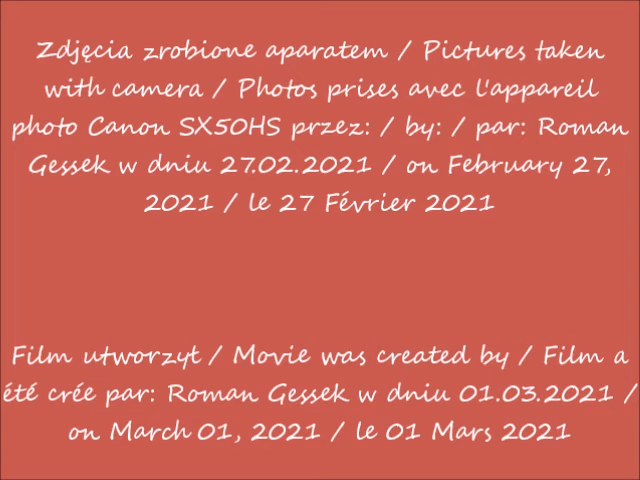 Zdjęcia zrobione aparatem / Pictures taken
with camera / Photos prises avec l'appareil
photo Canon SX50HS przez: / by: / par: Roman
Gessek w dniu 27.02.2021 / on February 27,
2021 / le 27 Février 2021
Film utworzył / Movie was created by / Film a
été crée par: Roman Gessek w dniu 01.03.2021 /
on March 01, 2021 / le 01 Mars 2021